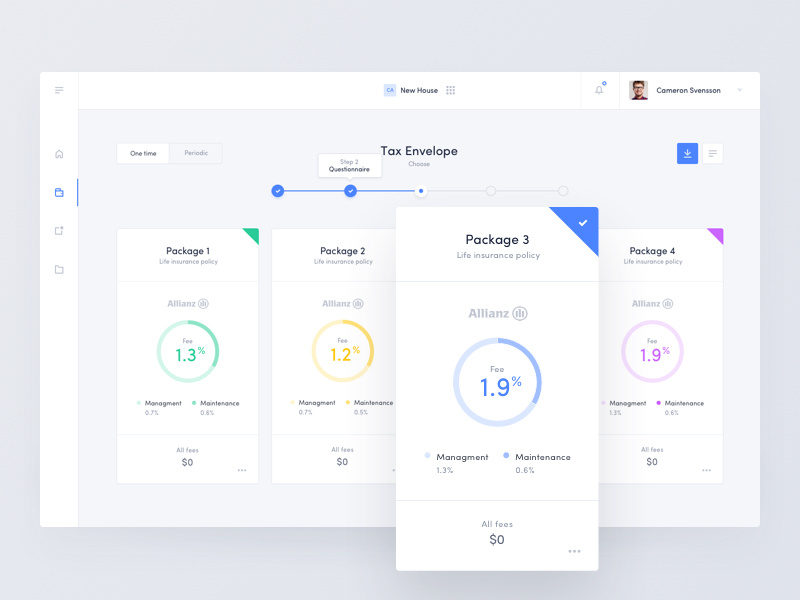 CA New House
Cameron Svensson
One time Periodic
Tax Envelope
Choose
Step 2
Questionnaire
Package 1
Life insurance policy
Allianz
Fee
1.3%
Managment
0.7%
Maintenance
0.6%
All fees
$0
Package 2
Life insurance policy
Allianz
Fee
1.2%
Managment
0.7%
Maintenance
0.5%
All fees
$0
Package 3
Life insurance policy
Allianz
Fee
1.9%
Managment
1.3%
Maintenance
0.6%
All fees
$0
Package 4
Life insurance policy
Allianz
Fee
1.9%
Managment
1.3%
Maintenance
0.6%
All fees
$0